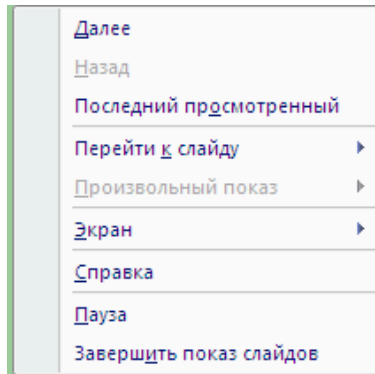 Далее
Назад
Последний просмотренный
Перейти к слайду
Произвольный показ
Экран
Справка
Пауза
Завершить показ слайдов